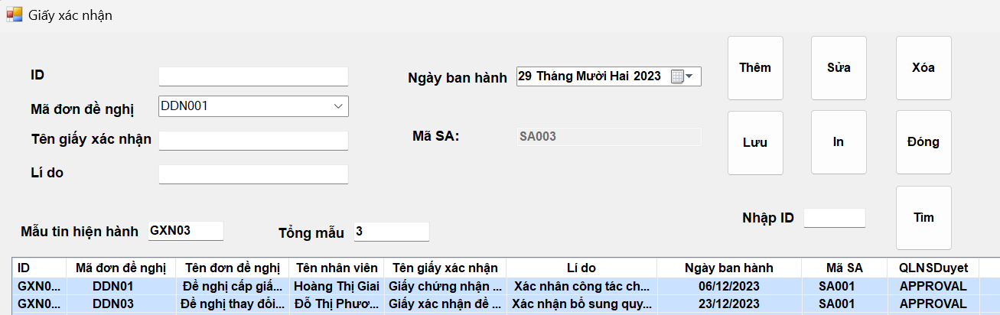 Giấy xác nhận
ID
Ngày ban hành 29 Tháng Mười Hai 2023
Thêm Sửa Xóa
Mã đơn đề nghị DDN001
Tên giấy xác nhận
Mã SA: SA003
Lưu In Đóng
Lí do
Nhập ID
Tìm
Mẫu tin hiện hành GXN03
Tổng mẫu 3
ID Mã đơn đề nghị Tên đơn đề nghị Tên nhân viên Tên giấy xác nhận Lí do Ngày ban hành Mã SA QLNSDuyet
GXN0... DDN01 Đề nghị cấp giấ... Hoàng Thị Giai Giấy chứng nhận ... Xác nhân công tác ch... 06/12/2023 SA001 APPROVAL
GXN0... DDN03 Đề nghị thay đổi... Đỗ Thị Phươ... Giấy xác nhận đề ... Xác nhận bổ sung quy... 23/12/2023 SA001 APPROVAL